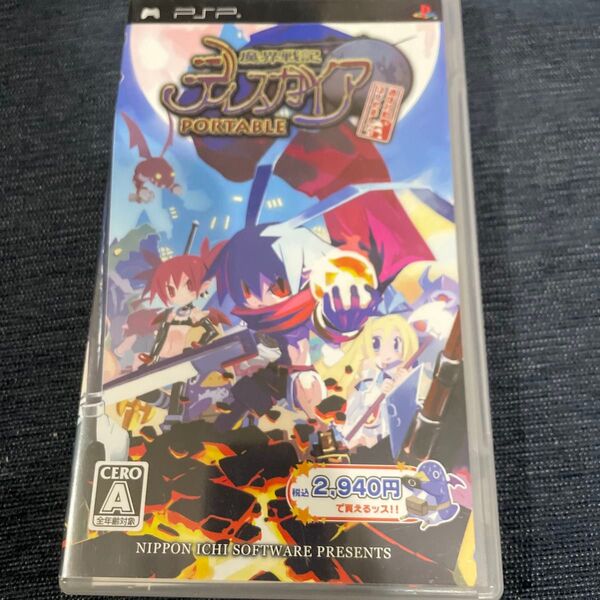 PSP
魔界戦記
ディスガイア
PORTABLE
CERO
A
全年齢対象
税込
2,940円
で買えるッス!!
NIPPON ICHI SOFTWARE PRESENTS